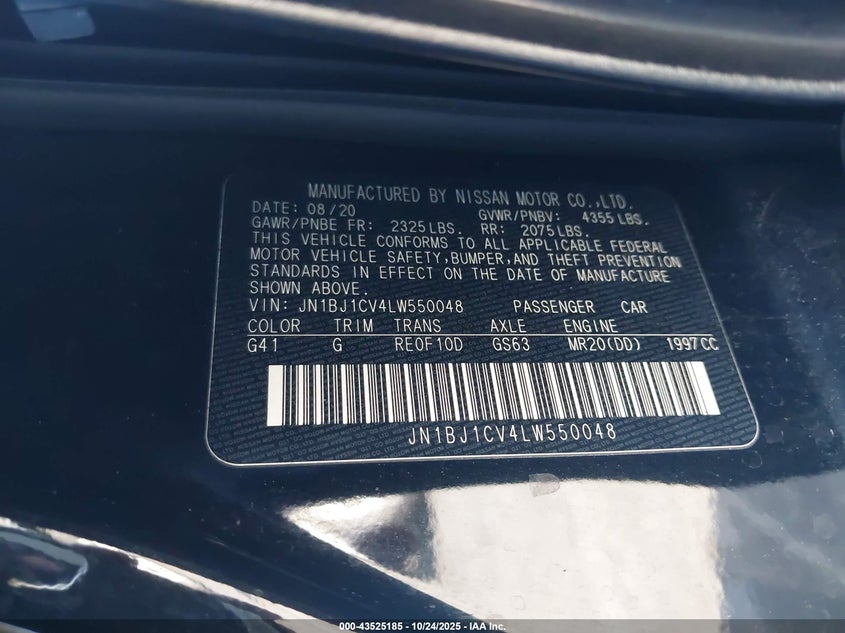 MANUFACTURED BY NISSAN MOTOR CO.,LTD.
DATE: 08/20 GVWR/PNBV: 4355 LBS.
GAWR/PNBE FR: 2325 LBS. RR: 2075 LBS.
THIS VEHICLE CONFORMS TO ALL APPLICABLE FEDERAL
MOTOR VEHICLE SAFETY, BUMPER, AND THEFT PREVENTION
STANDARDS IN EFFECT ON THE DATE OF MANUFACTURE
SHOWN ABOVE.
VIN: JN1BJ1CV4LW550048 PASSENGER CAR
COLOR TRIM TRANS AXLE ENGINE
G41 G RE0F10D GS63 MR20(DD) 1997CC
JN1BJ1CV4LW550048
000-43525185 - 10/24/2025 - IAA Inc.